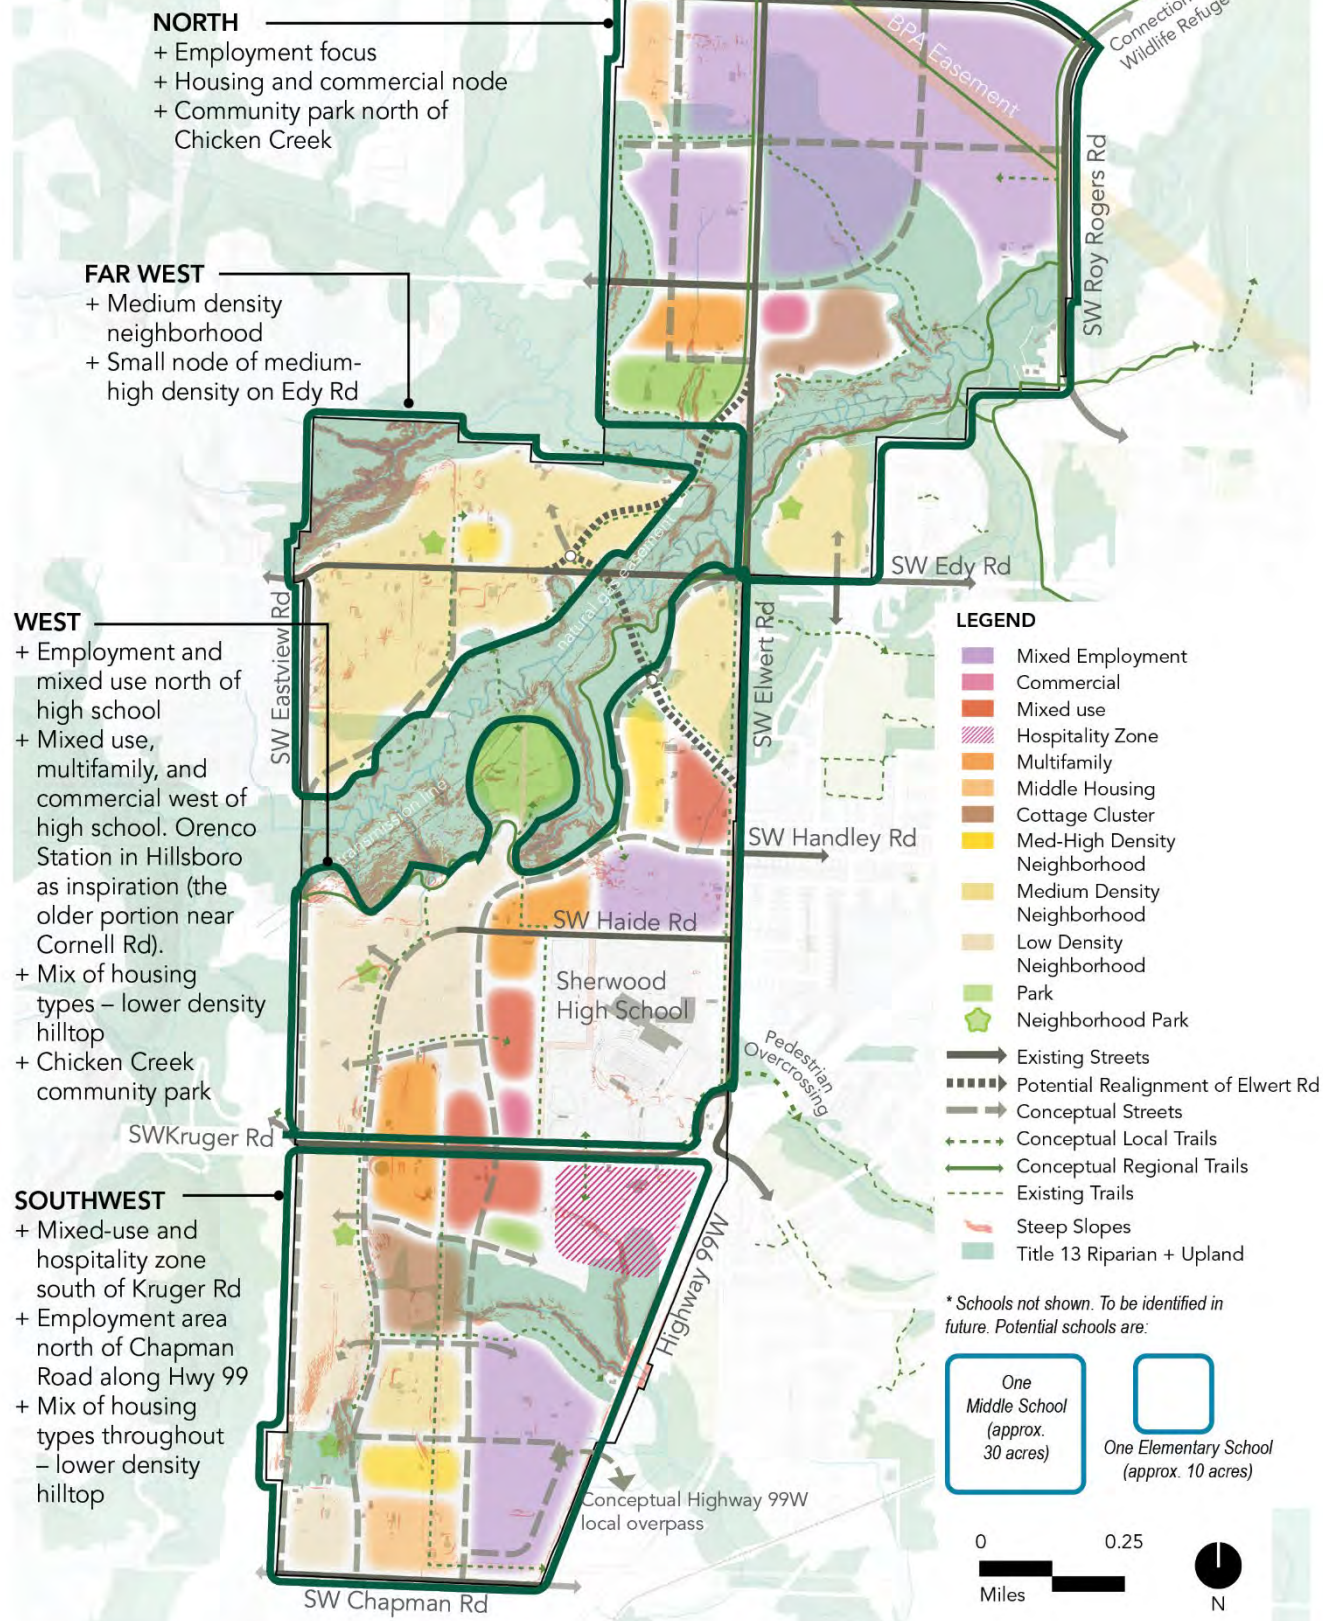 NORTH
+ Employment focus
+ Housing and commercial node
+ Community park north of
Chicken Creek
BPA Easement
Connection
Wildlife Refuge
SW Roy Rogers Rd
FAR WEST
+ Medium density
neighborhood
+ Small node of medium-
high density on Edy Rd
SW Edy Rd
natural gas easement
SW Eastview Rd
SW Elwert Rd
WEST
+ Employment and
mixed use north of
high school
+ Mixed use,
multifamily, and
commercial west of
high school. Orenco
Station in Hillsboro
as inspiration (the
older portion near
Cornell Rd).
+ Mix of housing
types – lower density
hilltop
+ Chicken Creek
community park
transmission line
SW Handley Rd
SW Haide Rd
Sherwood
High School
Pedestrian
Overcrossing
SWKruger Rd
SOUTHWEST
+ Mixed-use and
hospitality zone
south of Kruger Rd
+ Employment area
north of Chapman
Road along Hwy 99
+ Mix of housing
types throughout
– lower density
hilltop
Highway 99W
Conceptual Highway 99W
local overpass
SW Chapman Rd
LEGEND
Mixed Employment
Commercial
Mixed use
Hospitality Zone
Multifamily
Middle Housing
Cottage Cluster
Med-High Density
Neighborhood
Medium Density
Neighborhood
Low Density
Neighborhood
Park
Neighborhood Park
Existing Streets
Potential Realignment of Elwert Rd
Conceptual Streets
Conceptual Local Trails
Conceptual Regional Trails
Existing Trails
Steep Slopes
Title 13 Riparian + Upland
* Schools not shown. To be identified in
future. Potential schools are:
One
Middle School
(approx.
30 acres)
One Elementary School
(approx. 10 acres)
0 0.25
Miles
N